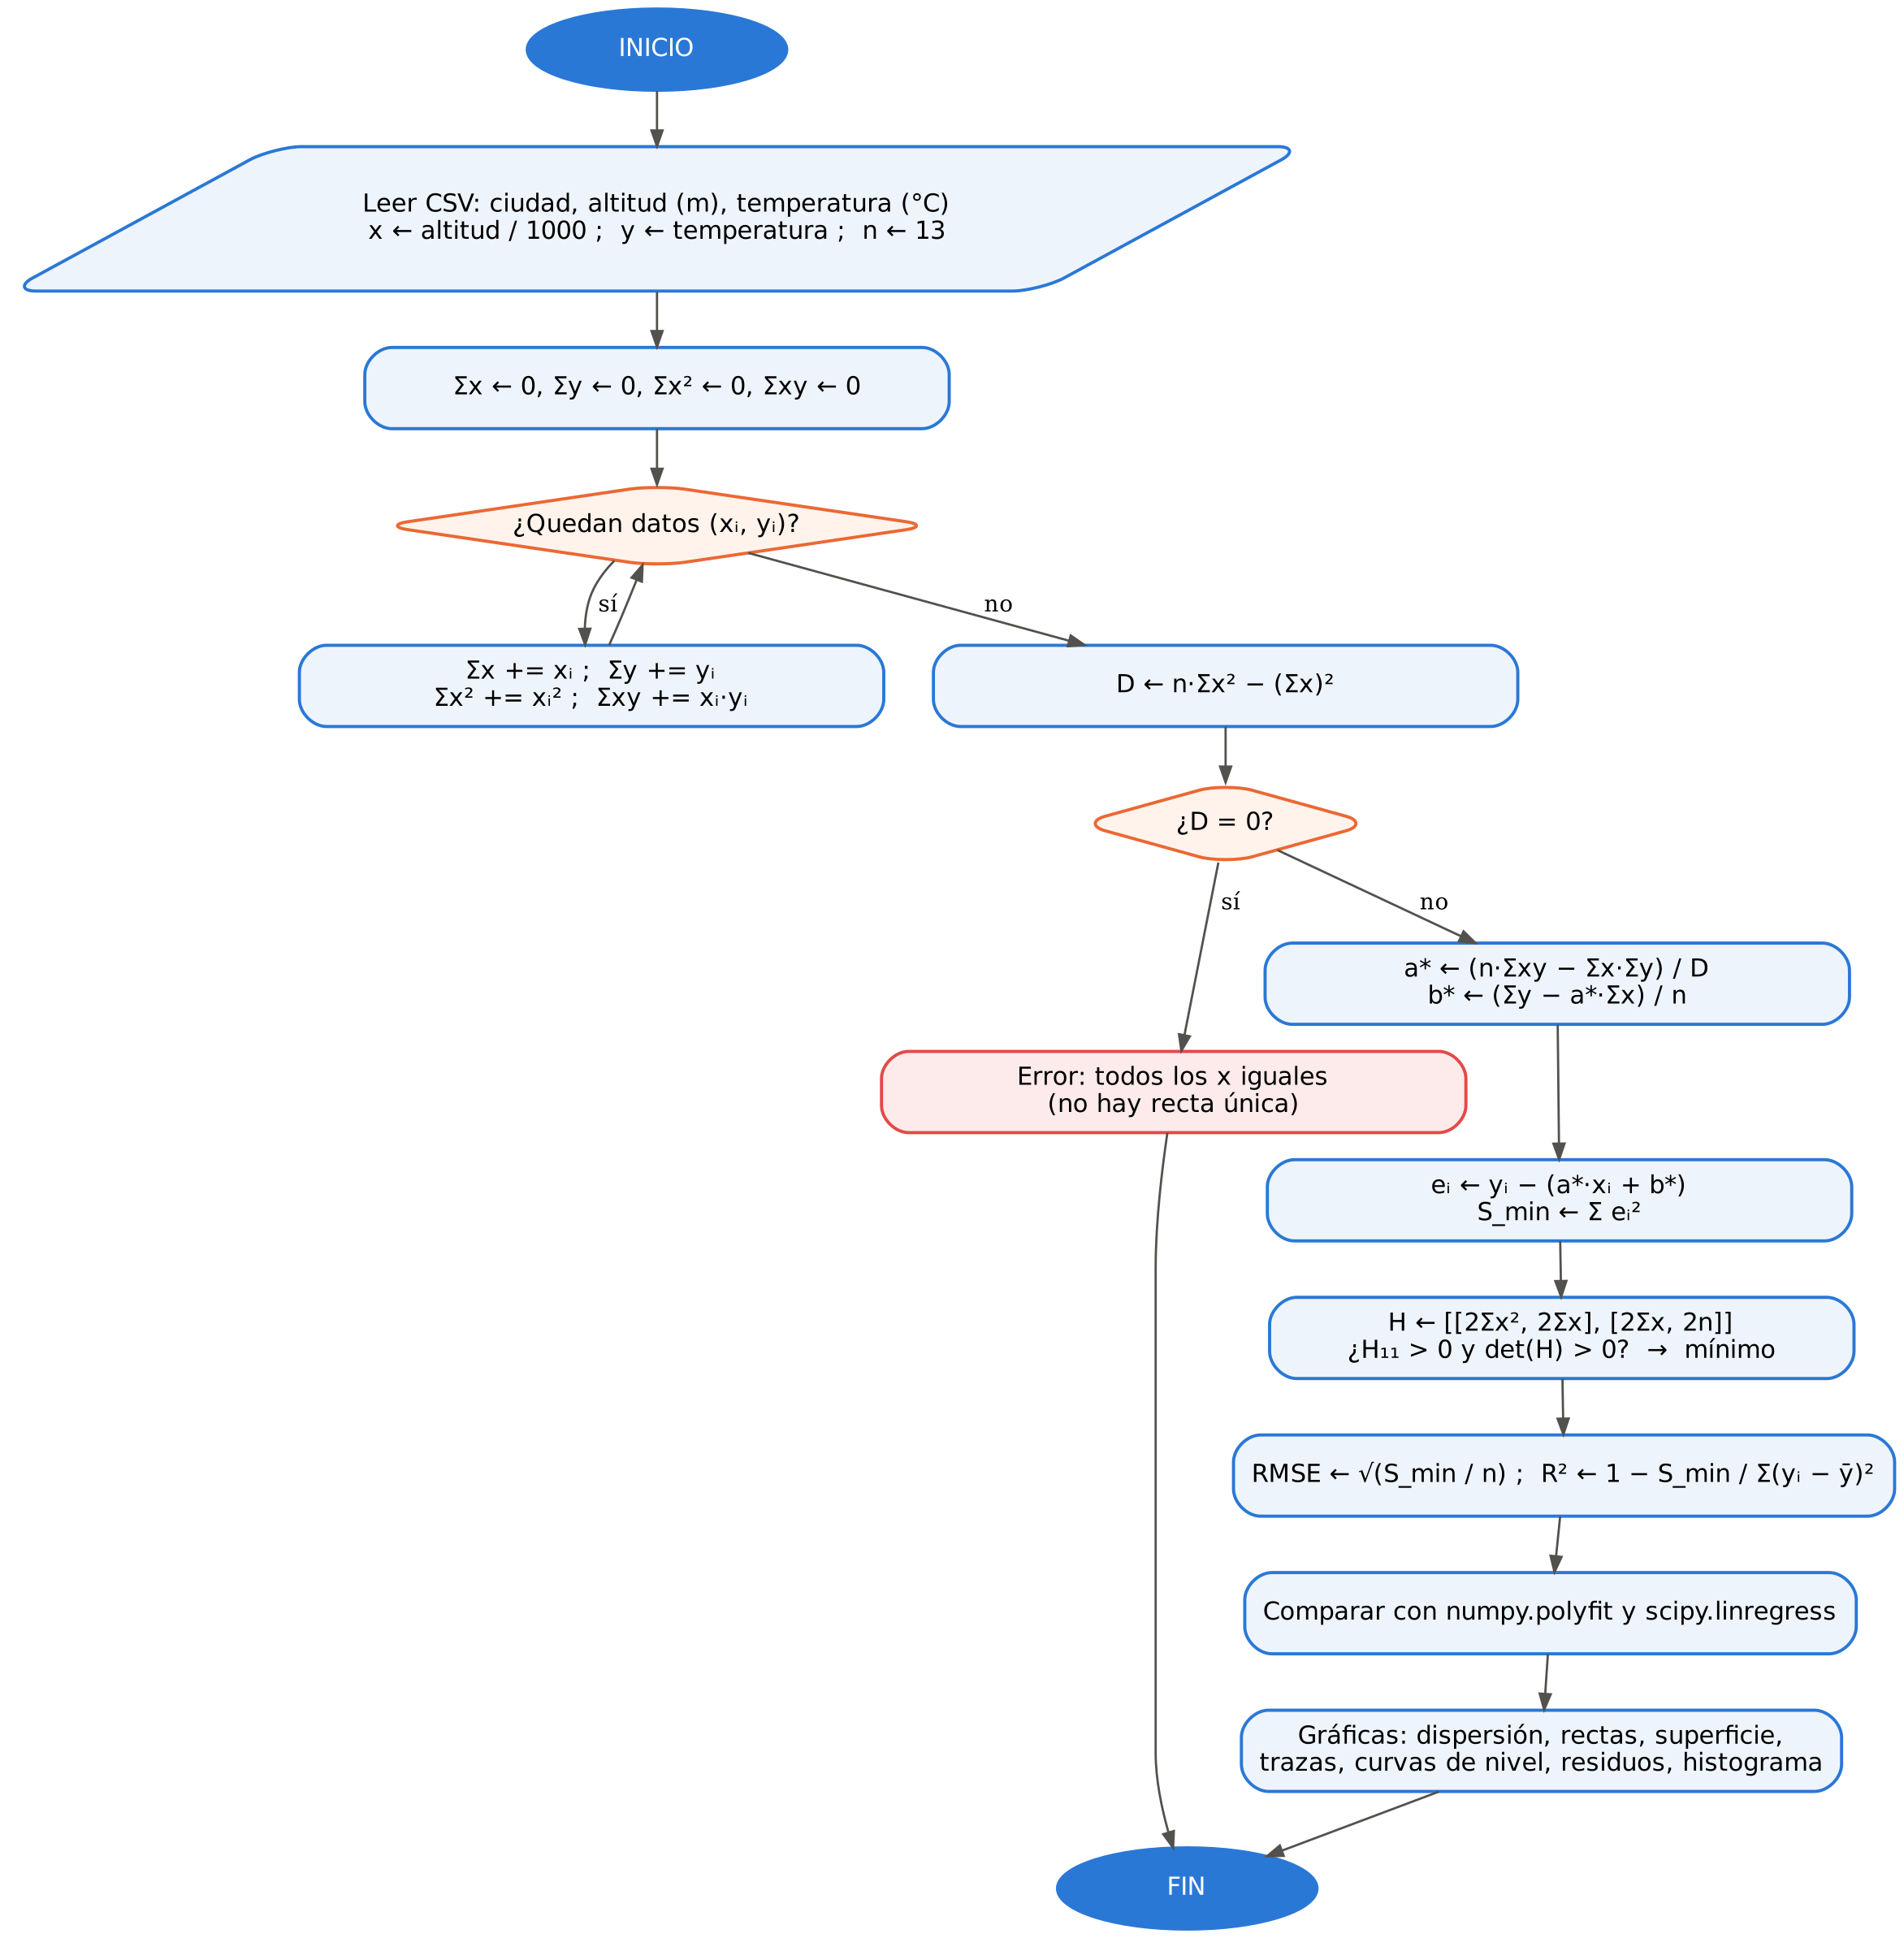 INICIO
Leer CSV: ciudad, altitud (m), temperatura (°C)
x ← altitud / 1000 ;  y ← temperatura ;  n ← 13
Σx ← 0, Σy ← 0, Σx² ← 0, Σxy ← 0
¿Quedan datos (xᵢ, yᵢ)?
sí
no
Σx += xᵢ ;  Σy += yᵢ
Σx² += xᵢ² ;  Σxy += xᵢ·yᵢ
D ← n·Σx² − (Σx)²
¿D = 0?
sí
no
a* ← (n·Σxy − Σx·Σy) / D
b* ← (Σy − a*·Σx) / n
Error: todos los x iguales
(no hay recta única)
eᵢ ← yᵢ − (a*·xᵢ + b*)
S_min ← Σ eᵢ²
H ← [[2Σx², 2Σx], [2Σx, 2n]]
¿H₁₁ > 0 y det(H) > 0?  →  mínimo
RMSE ← √(S_min / n) ;  R² ← 1 − S_min / Σ(yᵢ − ȳ)²
Comparar con numpy.polyfit y scipy.linregress
Gráficas: dispersión, rectas, superficie,
trazas, curvas de nivel, residuos, histograma
FIN